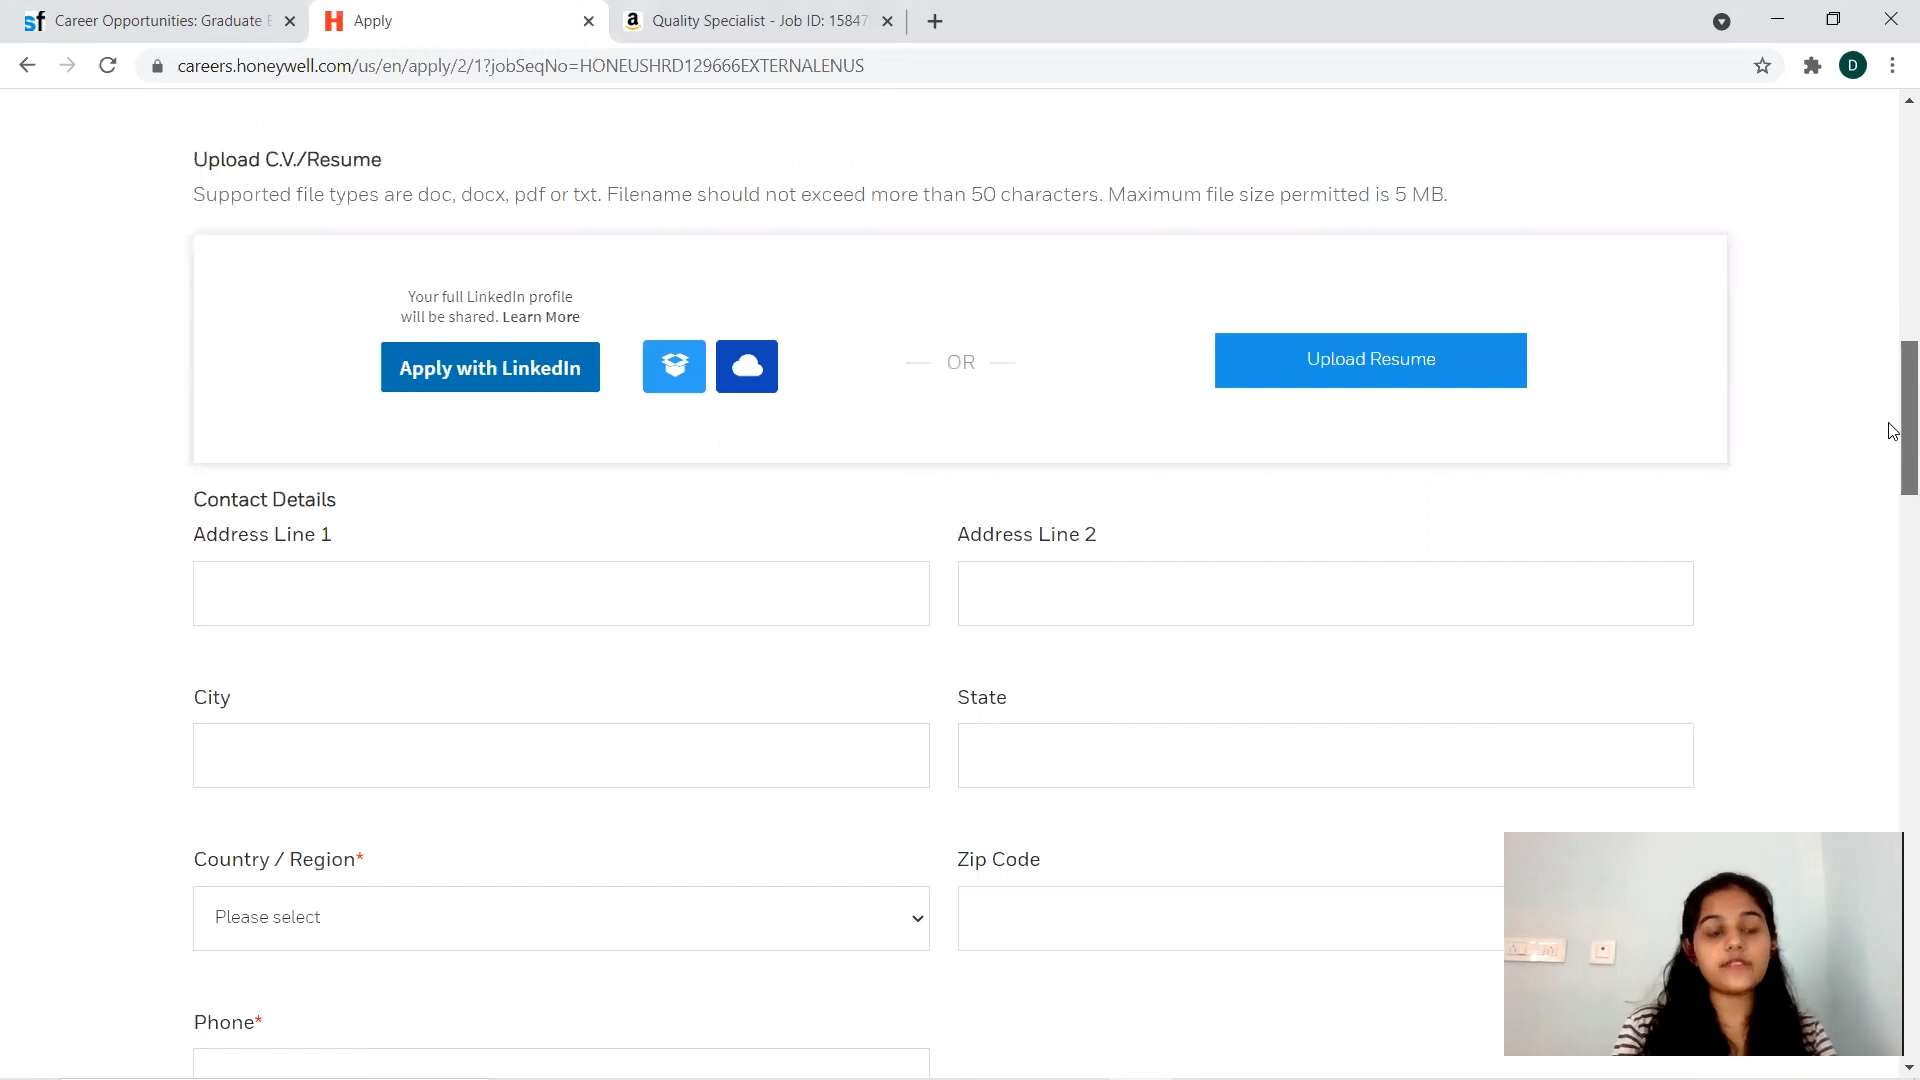 Career Opportunities: Graduate E
Apply
Quality Specialist - Job ID: 15847
careers.honeywell.com/us/en/apply/2/1?jobSeqNo=HONEUSHRD129666EXTERNALENUS
D
Upload C.V./Resume
Supported file types are doc, docx, pdf or txt. Filename should not exceed more than 50 characters. Maximum file size permitted is 5 MB.
Your full LinkedIn profile
will be shared. Learn More
Apply with LinkedIn
OR
Upload Resume
Contact Details
Address Line 1
Address Line 2
City
State
Country / Region*
Zip Code
Please select
Phone*